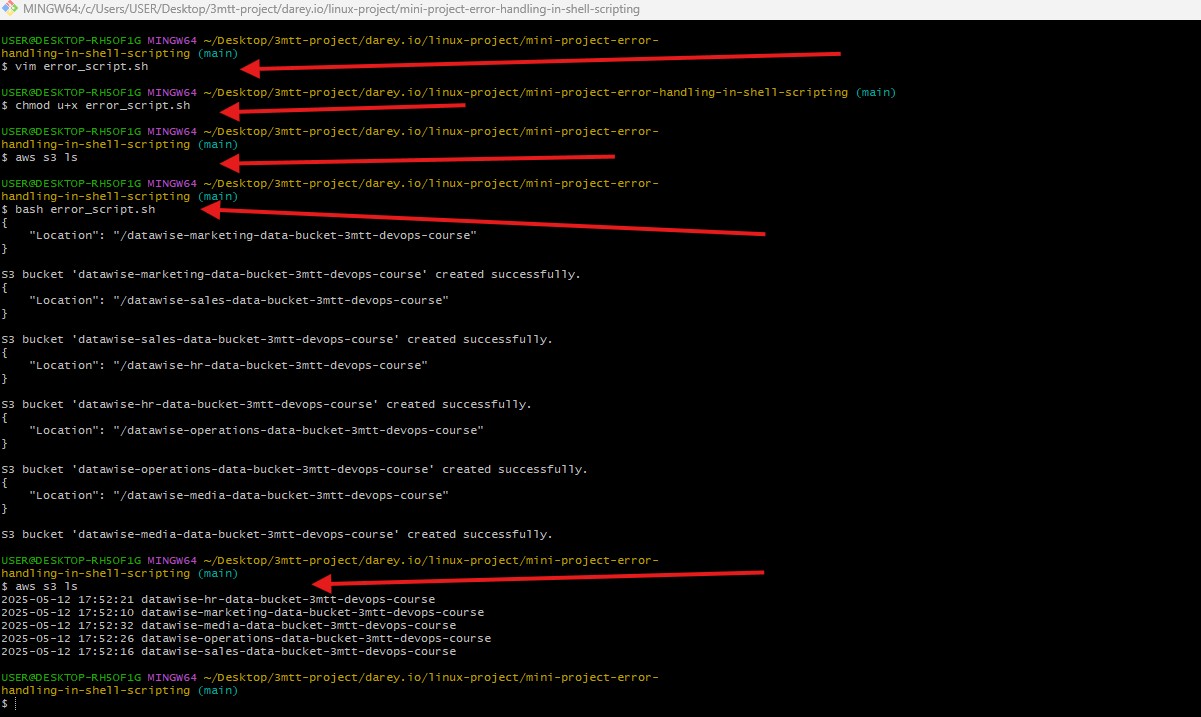 MINGW64:/c/Users/USER/Desktop/3mtt-project/darey.io/linux-project/mini-project-error-handling-in-shell-scripting
USER@DESKTOP-RH5OF1G MINGW64 ~/Desktop/3mtt-project/darey.io/linux-project/mini-project-error-
handling-in-shell-scripting (main)
$ vim error_script.sh
USER@DESKTOP-RH5OF1G MINGW64 ~/Desktop/3mtt-project/darey.io/linux-project/mini-project-error-handling-in-shell-scripting (main)
$ chmod u+x error_script.sh
USER@DESKTOP-RH5OF1G MINGW64 ~/Desktop/3mtt-project/darey.io/linux-project/mini-project-error-
handling-in-shell-scripting (main)
$ aws s3 ls
USER@DESKTOP-RH5OF1G MINGW64 ~/Desktop/3mtt-project/darey.io/linux-project/mini-project-error-
handling-in-shell-scripting (main)
$ bash error_script.sh
{
    "Location": "/datawise-marketing-data-bucket-3mtt-devops-course"
}
S3 bucket 'datawise-marketing-data-bucket-3mtt-devops-course' created successfully.
{
    "Location": "/datawise-sales-data-bucket-3mtt-devops-course"
}
S3 bucket 'datawise-sales-data-bucket-3mtt-devops-course' created successfully.
{
    "Location": "/datawise-hr-data-bucket-3mtt-devops-course"
}
S3 bucket 'datawise-hr-data-bucket-3mtt-devops-course' created successfully.
{
    "Location": "/datawise-operations-data-bucket-3mtt-devops-course"
}
S3 bucket 'datawise-operations-data-bucket-3mtt-devops-course' created successfully.
{
    "Location": "/datawise-media-data-bucket-3mtt-devops-course"
}
S3 bucket 'datawise-media-data-bucket-3mtt-devops-course' created successfully.
USER@DESKTOP-RH5OF1G MINGW64 ~/Desktop/3mtt-project/darey.io/linux-project/mini-project-error-
handling-in-shell-scripting (main)
$ aws s3 ls
2025-05-12 17:52:21 datawise-hr-data-bucket-3mtt-devops-course
2025-05-12 17:52:10 datawise-marketing-data-bucket-3mtt-devops-course
2025-05-12 17:52:32 datawise-media-data-bucket-3mtt-devops-course
2025-05-12 17:52:26 datawise-operations-data-bucket-3mtt-devops-course
2025-05-12 17:52:16 datawise-sales-data-bucket-3mtt-devops-course
USER@DESKTOP-RH5OF1G MINGW64 ~/Desktop/3mtt-project/darey.io/linux-project/mini-project-error-
handling-in-shell-scripting (main)
$